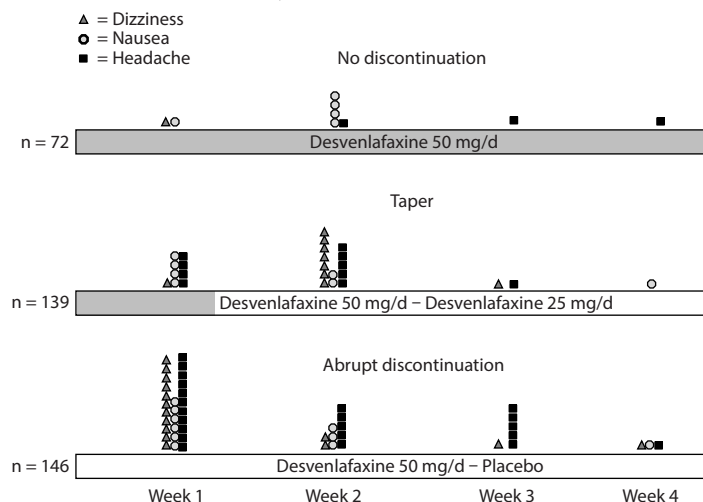 = Dizziness
= Nausea
= Headache
No discontinuation
n = 72
Desvenlafaxine 50 mg/d
Taper
n = 139
Desvenlafaxine 50 mg/d – Desvenlafaxine 25 mg/d
Abrupt discontinuation
n = 146
Desvenlafaxine 50 mg/d – Placebo
Week 1
Week 2
Week 3
Week 4